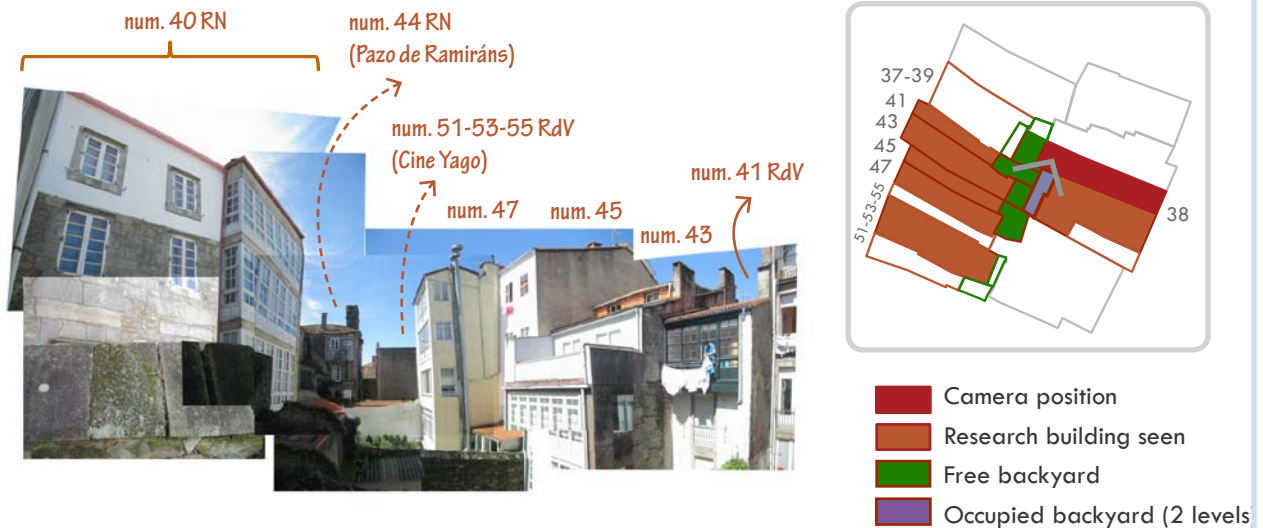 num. 40 RN
num. 44 RN
(Pazo de Ramiráns)
num. 51-53-55 RdV
(Cine Yago)
num. 47
num. 45
num. 43
num. 41 RdV
37-39
41
43
45
47
51-53-55
38
Camera position
Research building seen
Free backyard
Occupied backyard (2 levels